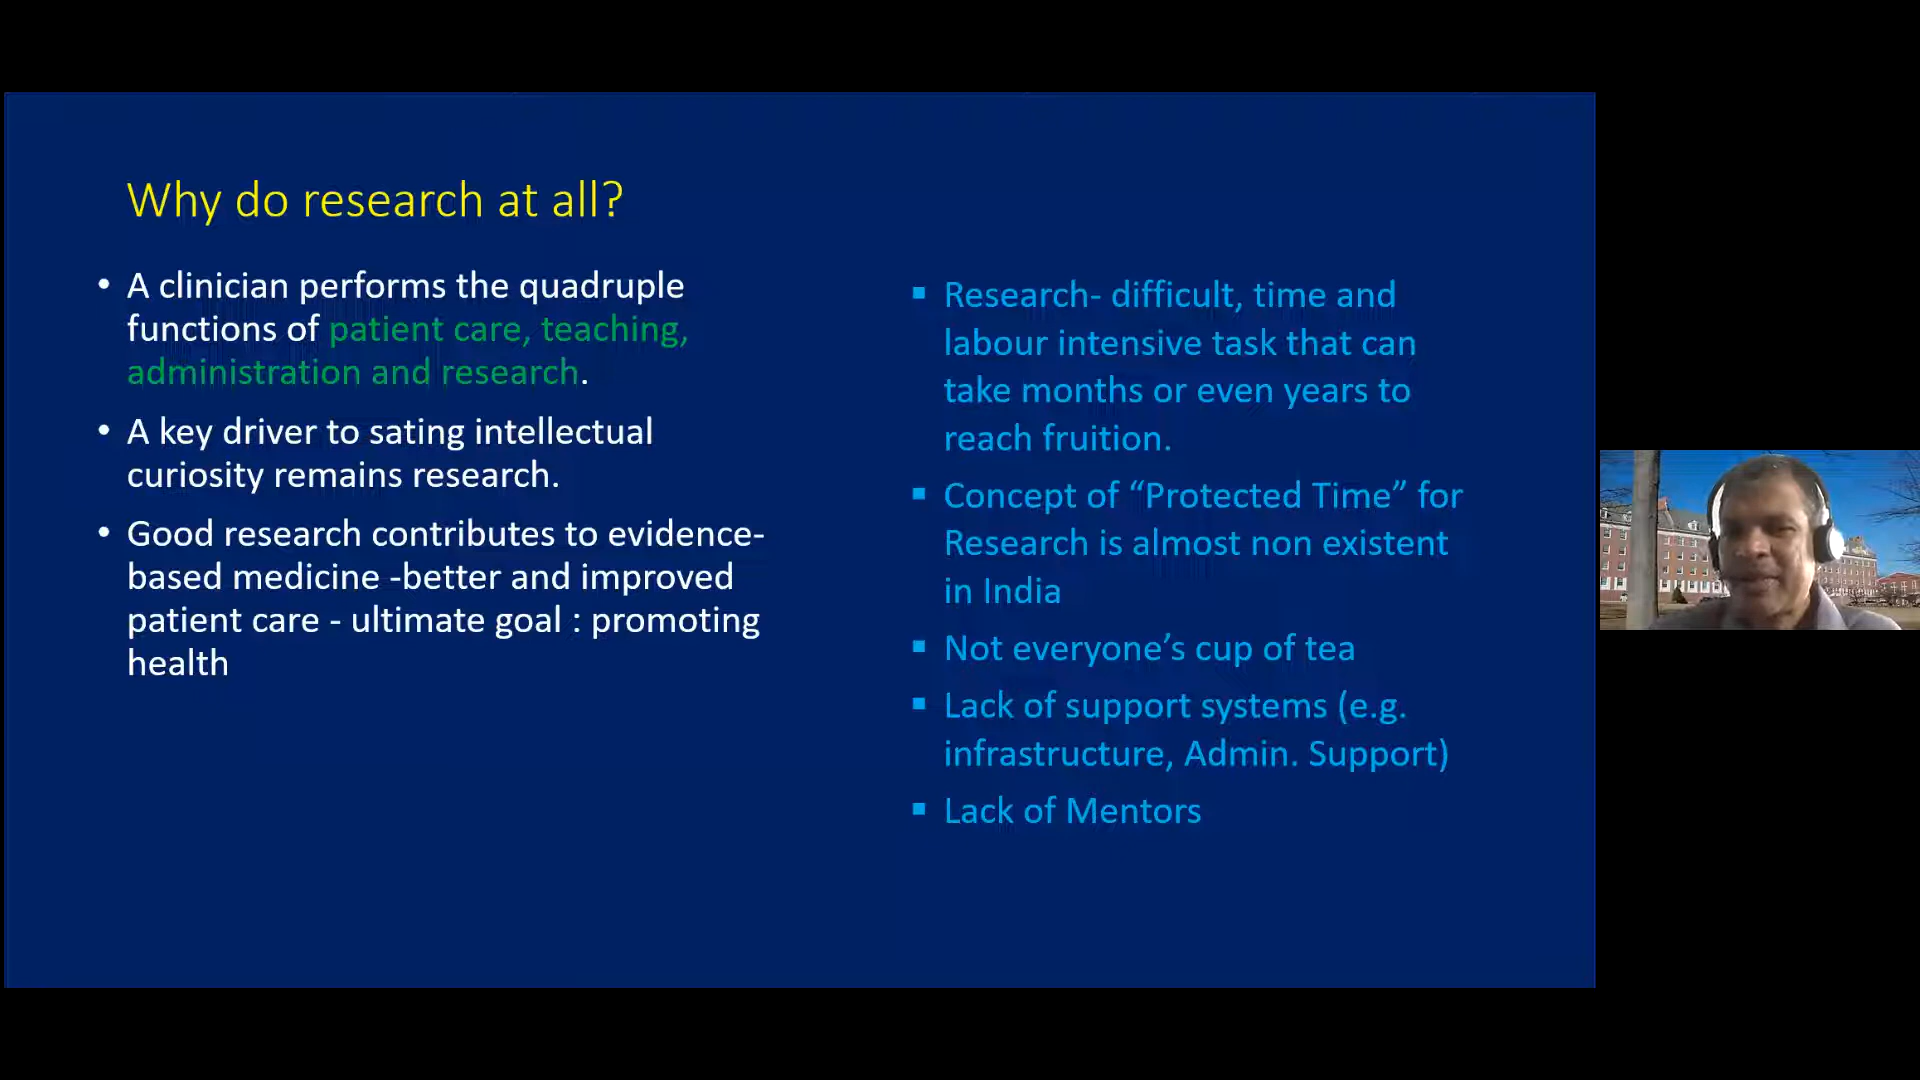 Why do research at all?
• A clinician performs the quadruple
functions of patient care, teaching,
administration and research.
• A key driver to sating intellectual
curiosity remains research.
• Good research contributes to evidence-
based medicine -better and improved
patient care - ultimate goal : promoting
health
▪ Research- difficult, time and
labour intensive task that can
take months or even years to
reach fruition.
▪ Concept of “Protected Time” for
Research is almost non existent
in India
▪ Not everyone’s cup of tea
▪ Lack of support systems (e.g.
infrastructure, Admin. Support)
▪ Lack of Mentors